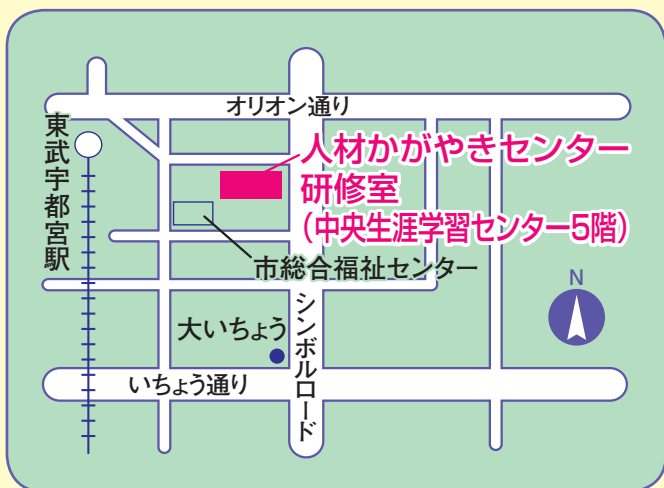 オリオン通り
東武宇都宮駅
人材かがやきセンター
研修室
(中央生涯学習センター5階)
市総合福祉センター
N
大いちょう
シンボルロード
いちょう通り